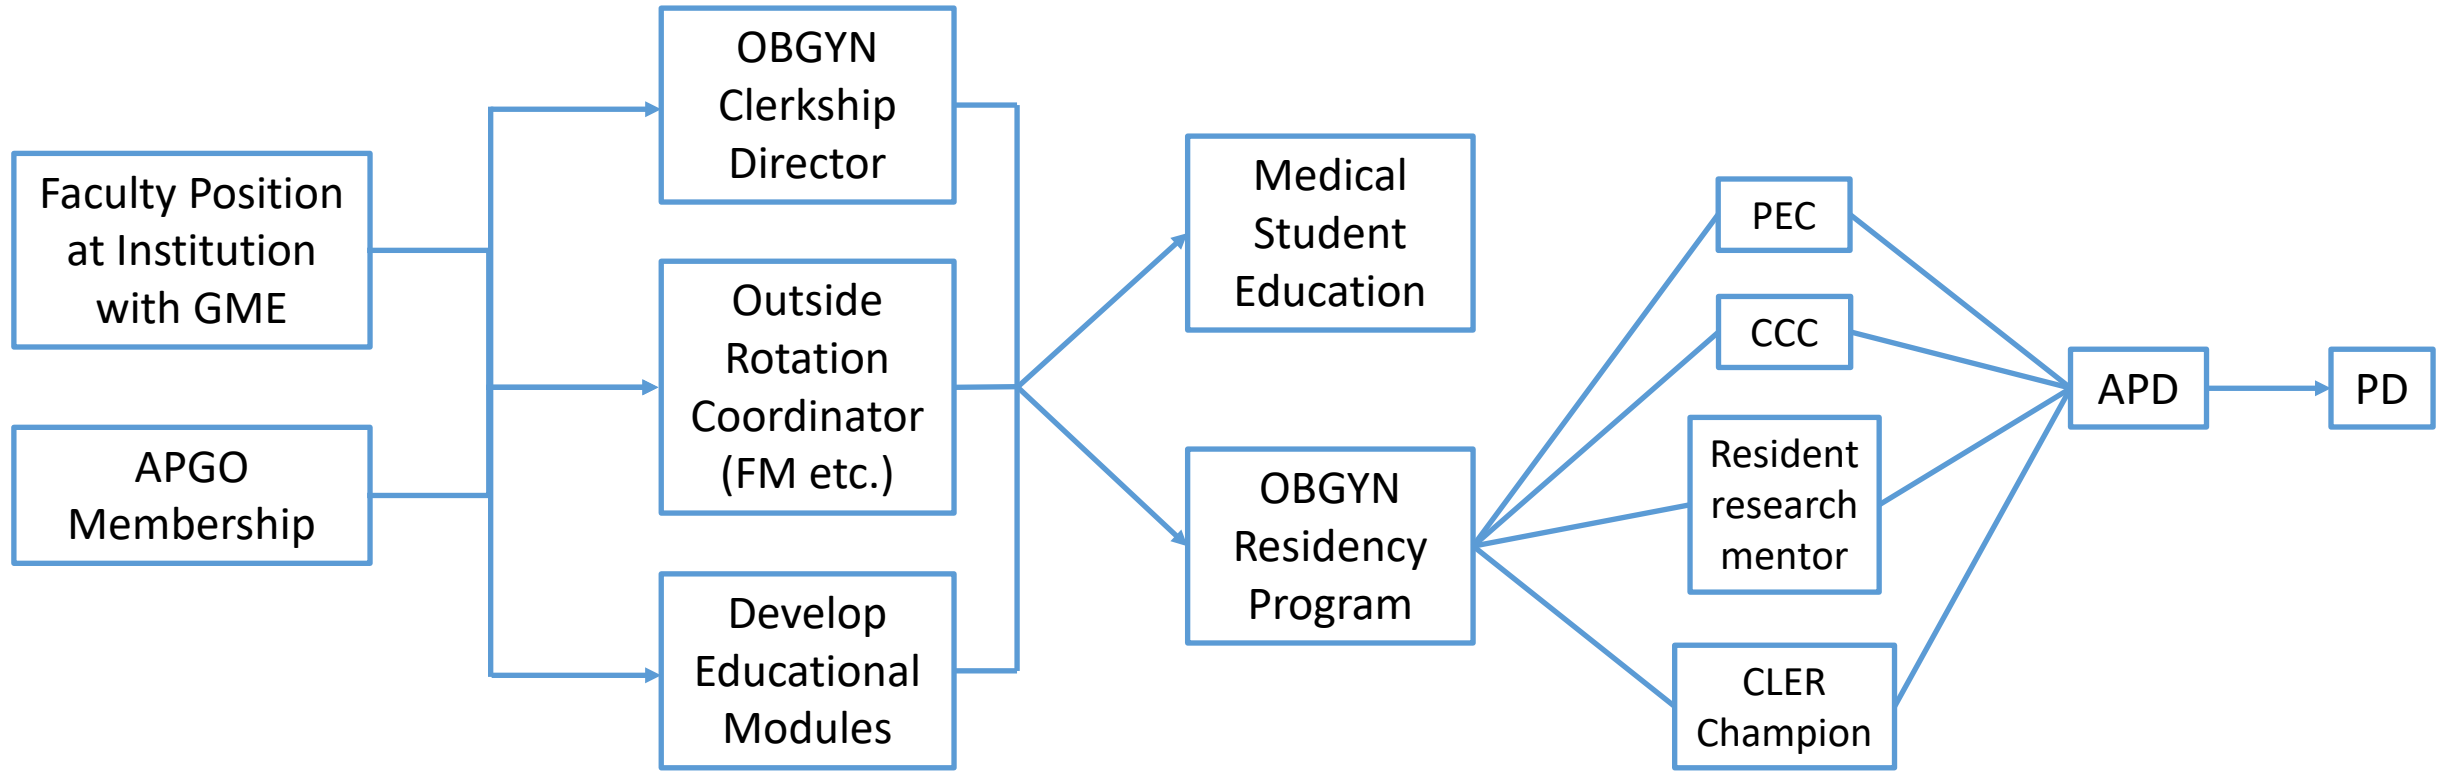 Faculty Position
at Institution
with GME
APGO
Membership
OBGYN
Clerkship
Director
Outside
Rotation
Coordinator
(FM etc.)
Develop
Educational
Modules
Medical
Student
Education
OBGYN
Residency
Program
PEC
CCC
Resident
research
mentor
CLER
Champion
APD
PD